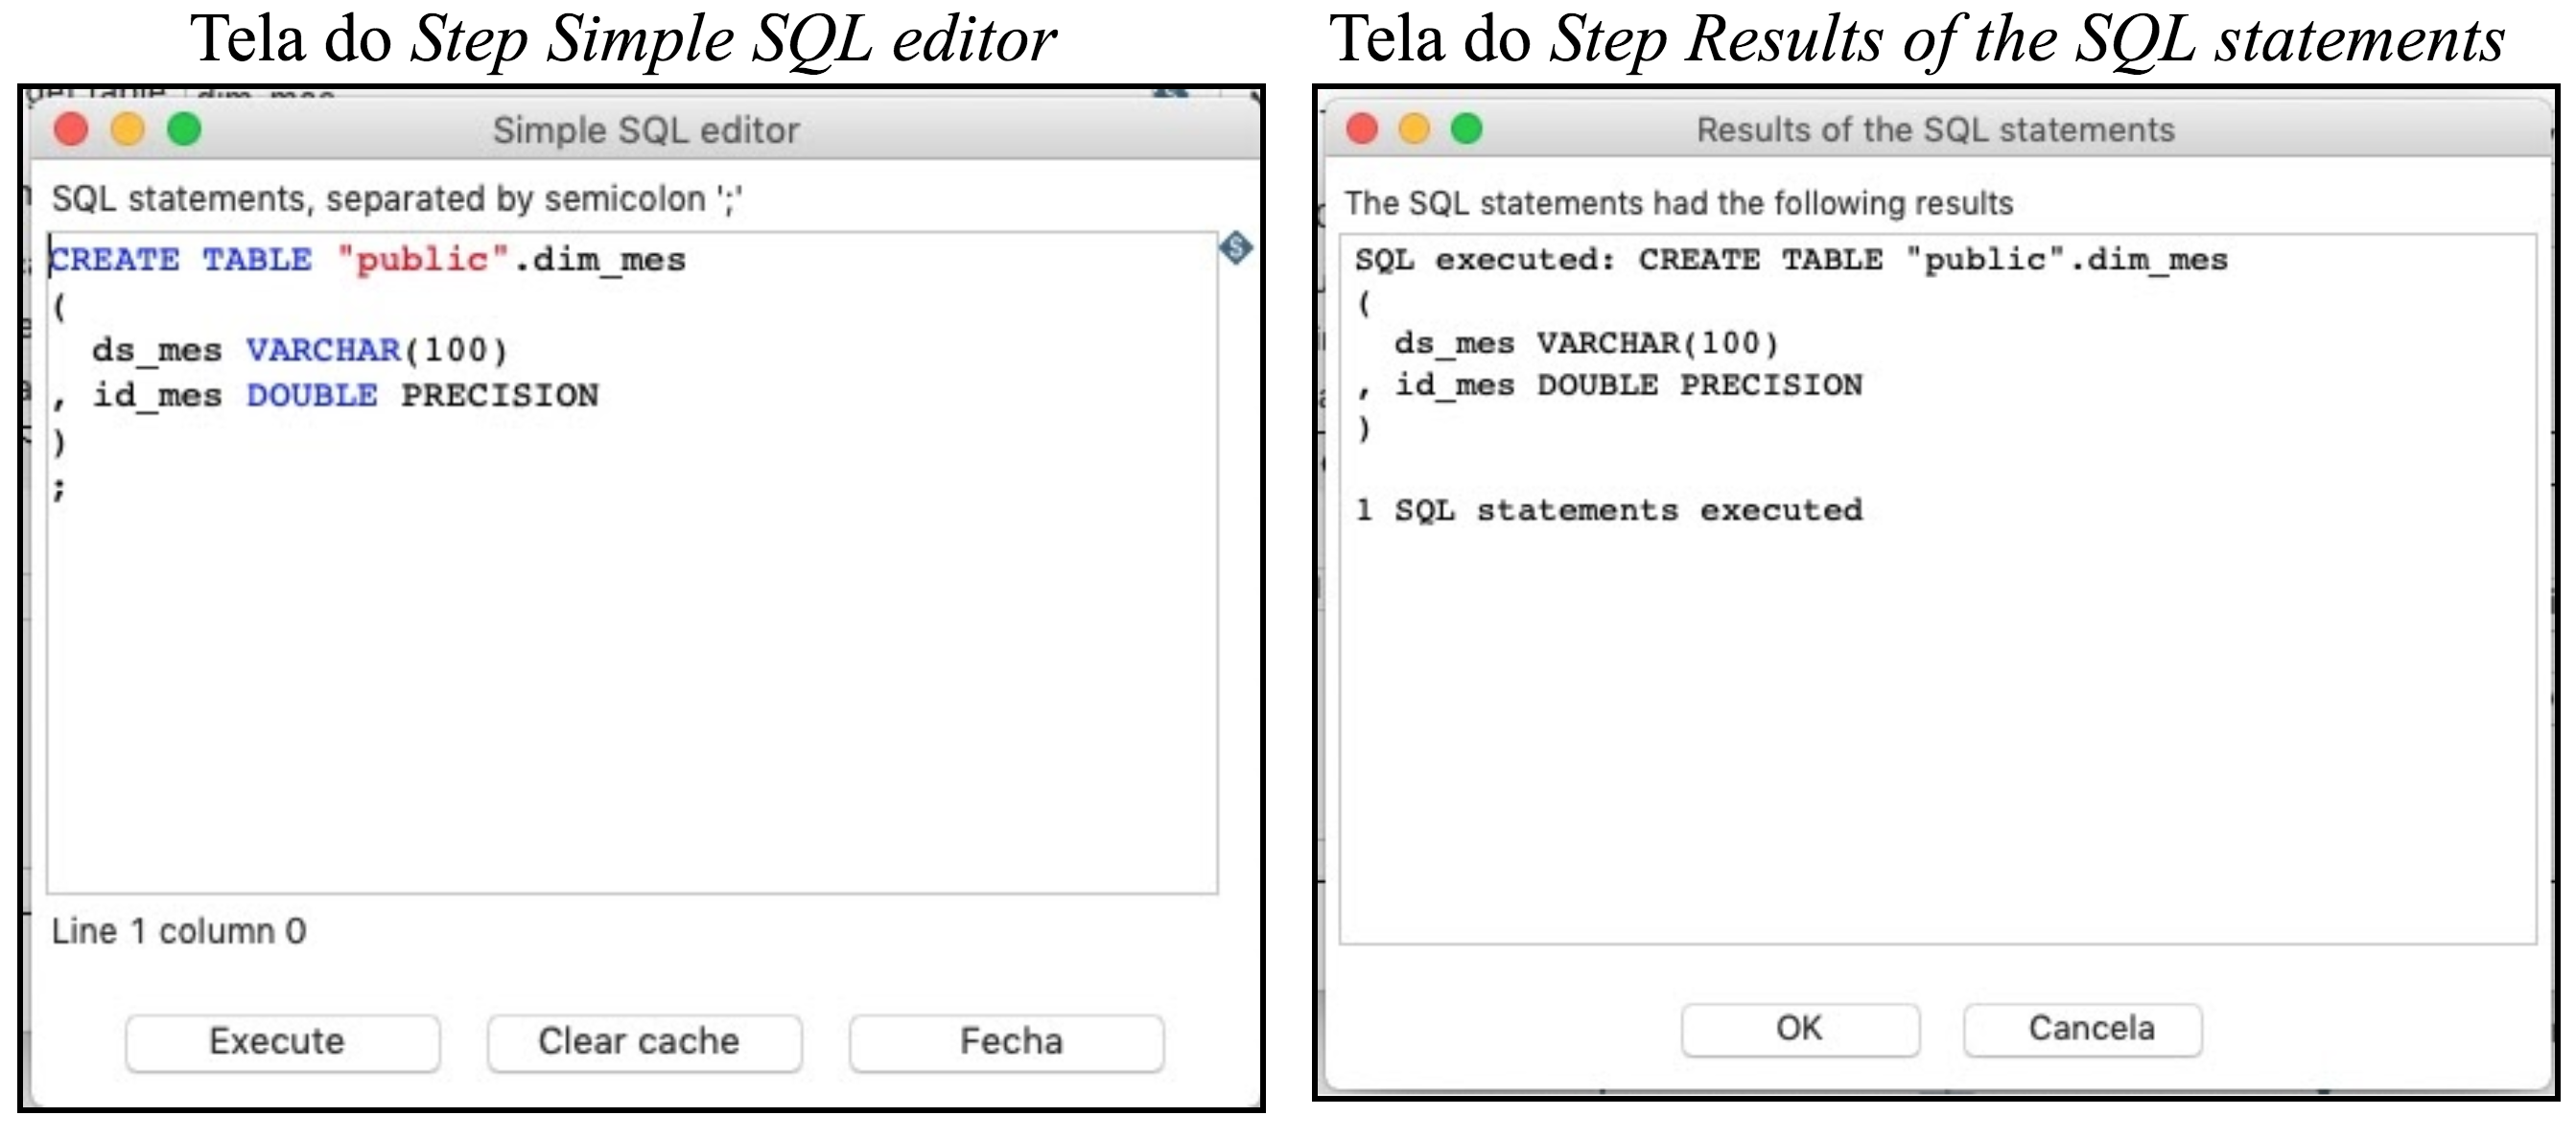 Tela do Step Simple SQL editor
Simple SQL editor
SQL statements, separated by semicolon ';'
CREATE TABLE "public".dim_mes
(
  ds_mes VARCHAR(100)
, id_mes DOUBLE PRECISION
)
;
Line 1 column 0
Execute
Clear cache
Fecha
Tela do Step Results of the SQL statements
Results of the SQL statements
The SQL statements had the following results
SQL executed: CREATE TABLE "public".dim_mes
(
  ds_mes VARCHAR(100)
, id_mes DOUBLE PRECISION
)
1 SQL statements executed
OK
Cancela